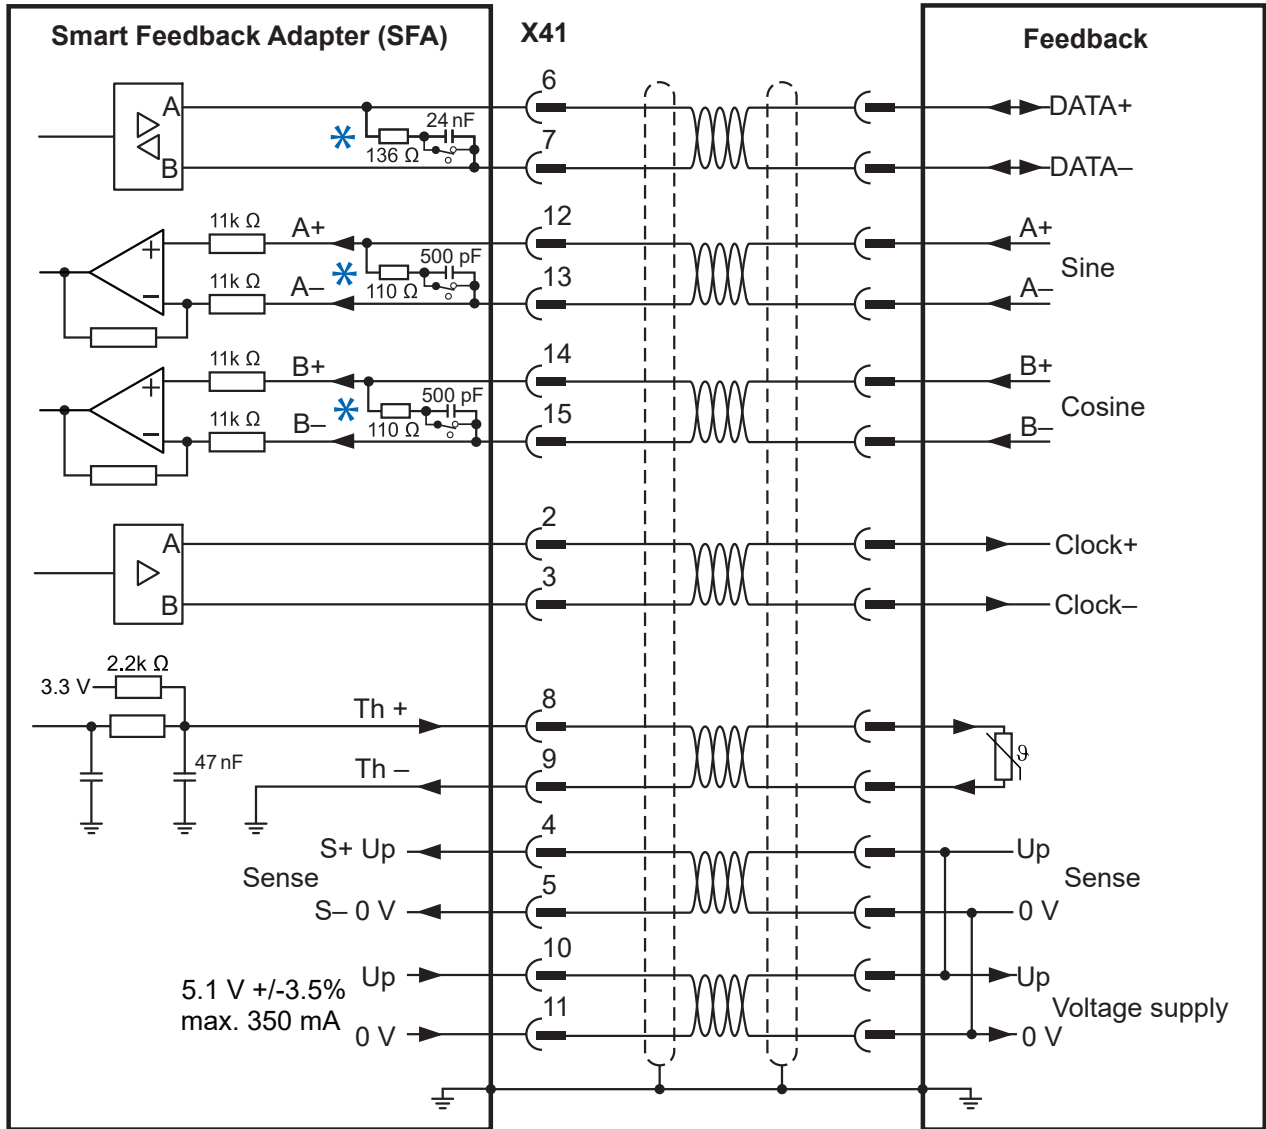 Smart Feedback Adapter (SFA)
X41
Feedback
6
A
24 nF
DATA+
*
136 Ω
7
B
DATA–
11k Ω
A+
12
A+
+
500 pF
Sine
*
11k Ω
A–
110 Ω
13
A–
–
11k Ω
B+
14
B+
+
500 pF
Cosine
*
11k Ω
B–
110 Ω
15
B–
–
2
A
Clock+
3
B
Clock–
2.2k Ω
3.3 V
Th +
8
47 nF
Th –
9
ϑ
4
S+ Up
Up
Sense
Sense
5
S– 0 V
0 V
10
Up
Up
5.1 V +/-3.5%
max. 350 mA
Voltage supply
11
0 V
0 V